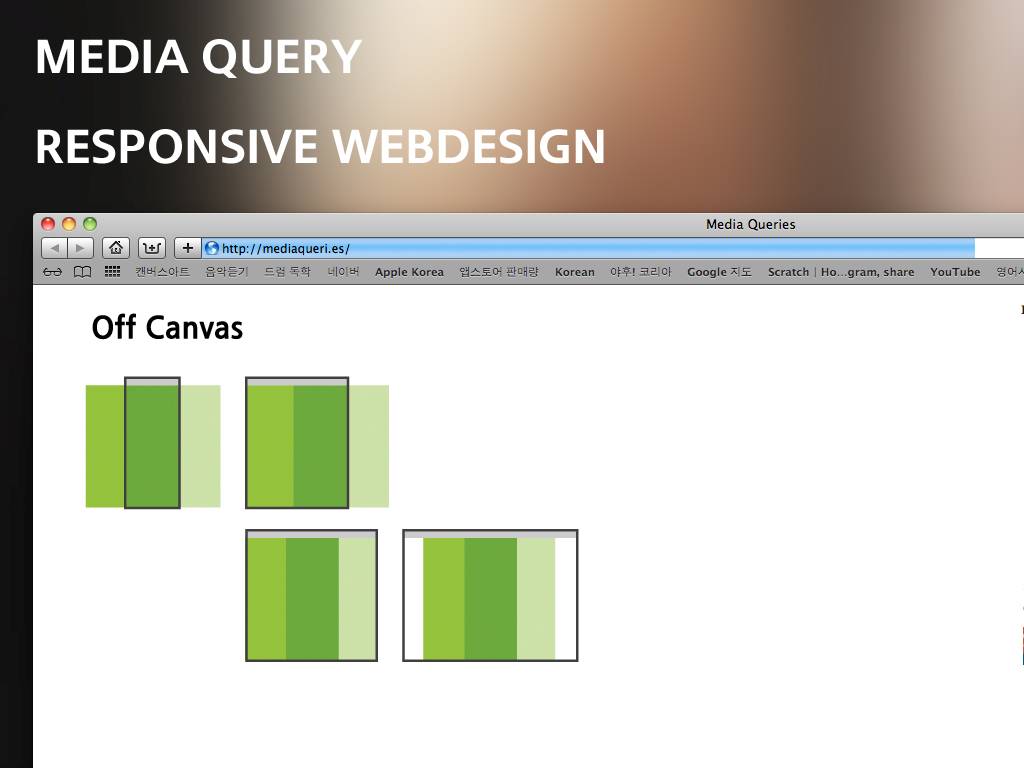 MEDIA QUERY
RESPONSIVE WEBDESIGN
Media Queries
http://mediaqueri.es/
캔버스아트 음악듣기 드럼 독학 네이버 Apple Korea 앱스토어 판매량 Korean 야후! 코리아 Google 지도 Scratch | Ho...gram, share YouTube
Off Canvas